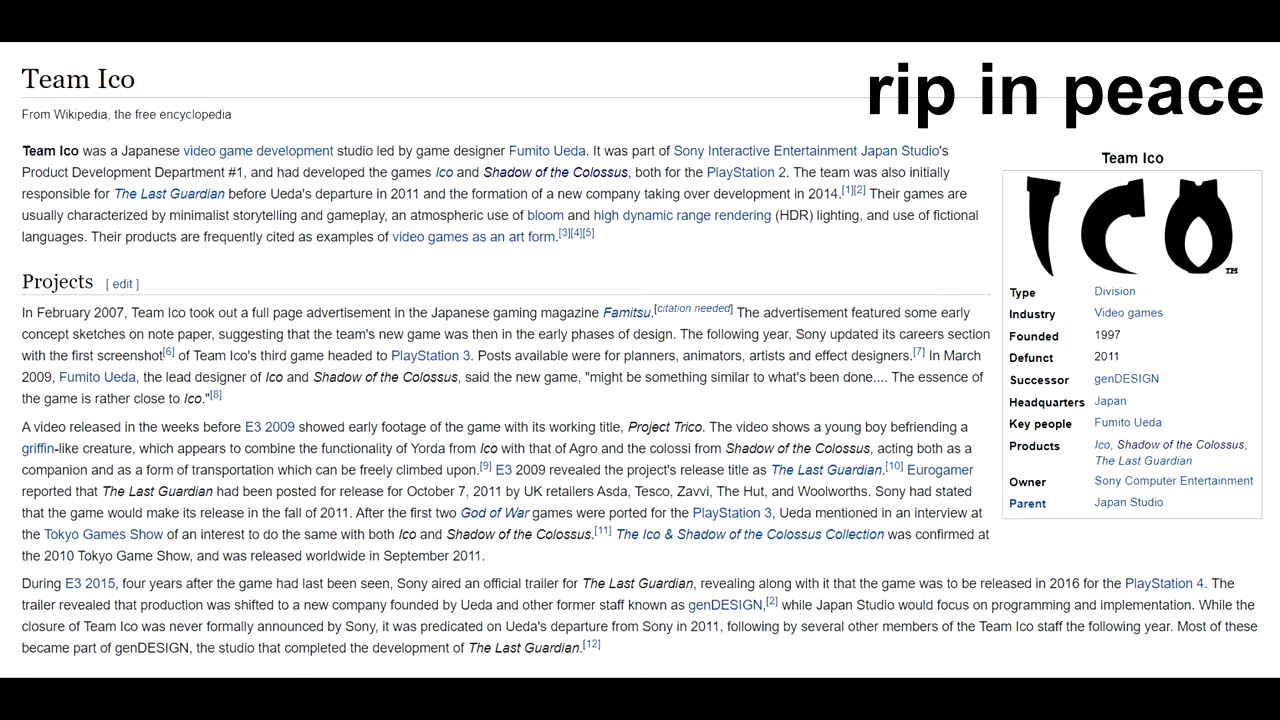 Team Ico
rip in peace
From Wikipedia, the free encyclopedia
Team Ico was a Japanese video game development studio led by game designer Fumito Ueda. It was part of Sony Interactive Entertainment Japan Studio's
Product Development Department #1, and had developed the games Ico and Shadow of the Colossus, both for the PlayStation 2. The team was also initially
responsible for The Last Guardian before Ueda's departure in 2011 and the formation of a new company taking over development in 2014.[1][2] Their games are
usually characterized by minimalist storytelling and gameplay, an atmospheric use of bloom and high dynamic range rendering (HDR) lighting, and use of fictional
languages. Their products are frequently cited as examples of video games as an art form.[3][4][5]
Projects [ edit ]
In February 2007, Team Ico took out a full page advertisement in the Japanese gaming magazine Famitsu.[citation needed] The advertisement featured some early
concept sketches on note paper, suggesting that the team's new game was then in the early phases of design. The following year, Sony updated its careers section
with the first screenshot[6] of Team Ico's third game headed to PlayStation 3. Posts available were for planners, animators, artists and effect designers.[7] In March
2009, Fumito Ueda, the lead designer of Ico and Shadow of the Colossus, said the new game, "might be something similar to what's been done.... The essence of
the game is rather close to Ico."[8]
A video released in the weeks before E3 2009 showed early footage of the game with its working title, Project Trico. The video shows a young boy befriending a
griffin-like creature, which appears to combine the functionality of Yorda from Ico with that of Agro and the colossi from Shadow of the Colossus, acting both as a
companion and as a form of transportation which can be freely climbed upon.[9] E3 2009 revealed the project's release title as The Last Guardian.[10] Eurogamer
reported that The Last Guardian had been posted for release for October 7, 2011 by UK retailers Asda, Tesco, Zavvi, The Hut, and Woolworths. Sony had stated
that the game would make its release in the fall of 2011. After the first two God of War games were ported for the PlayStation 3, Ueda mentioned in an interview at
the Tokyo Games Show of an interest to do the same with both Ico and Shadow of the Colossus.[11] The Ico & Shadow of the Colossus Collection was confirmed at
the 2010 Tokyo Game Show, and was released worldwide in September 2011.
During E3 2015, four years after the game had last been seen, Sony aired an official trailer for The Last Guardian, revealing along with it that the game was to be released in 2016 for the PlayStation 4. The
trailer revealed that production was shifted to a new company founded by Ueda and other former staff known as genDESIGN,[2] while Japan Studio would focus on programming and implementation. While the
closure of Team Ico was never formally announced by Sony, it was predicated on Ueda's departure from Sony in 2011, following by several other members of the Team Ico staff the following year. Most of these
became part of genDESIGN, the studio that completed the development of The Last Guardian.[12]
Team Ico
ICO TM
Type Division
Industry Video games
Founded 1997
Defunct 2011
Successor genDESIGN
Headquarters Japan
Key people Fumito Ueda
Products Ico, Shadow of the Colossus,
The Last Guardian
Owner Sony Computer Entertainment
Parent Japan Studio